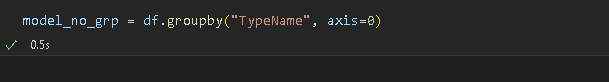 model_no_grp = df.groupby("TypeName", axis=0)
0.5s